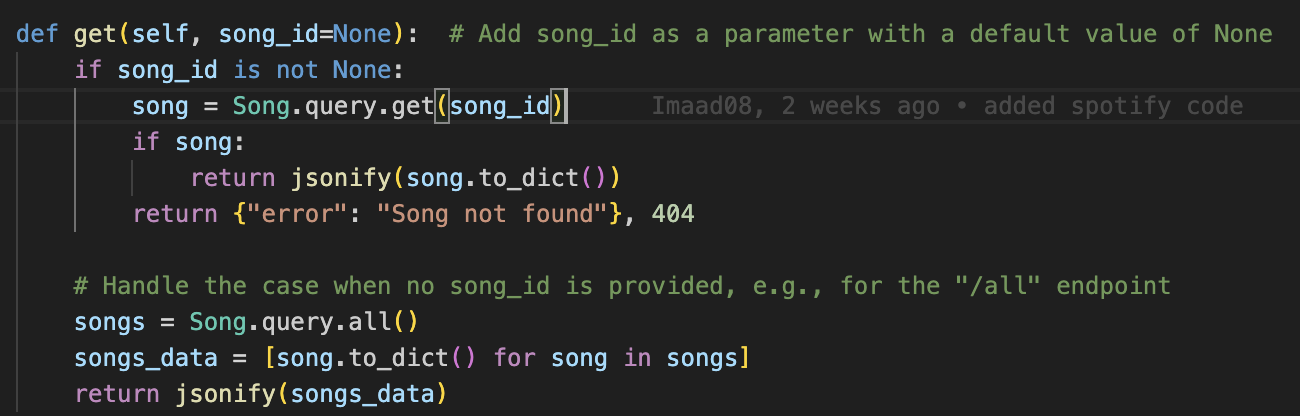 def get(self, song_id=None):  # Add song_id as a parameter with a default value of None
    if song_id is not None:
        song = Song.query.get(song_id)      Imaad08, 2 weeks ago • added spotify code
        if song:
            return jsonify(song.to_dict())
        return {"error": "Song not found"}, 404

    # Handle the case when no song_id is provided, e.g., for the "/all" endpoint
    songs = Song.query.all()
    songs_data = [song.to_dict() for song in songs]
    return jsonify(songs_data)